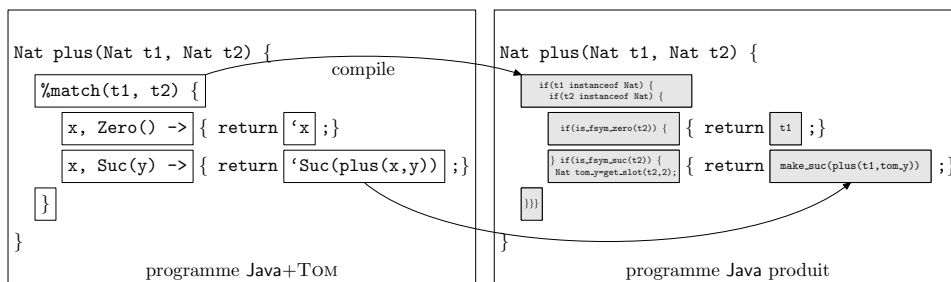 Nat plus(Nat t1, Nat t2) {
%match(t1, t2) {
x, Zero() -> { return ‘x ;}
x, Suc(y) -> { return ‘Suc(plus(x,y)) ;}
}
}
programme Java+TOM
compile
Nat plus(Nat t1, Nat t2) {
if(t1 instanceof Nat) {
if(t2 instanceof Nat) {
if(is_fsym_zero(t2)) { { return t1 ;}
} if(is_fsym_suc(t2)) {
Nat tom_y=get_slot(t2,2); { return make_suc(plus(t1,tom_y)) ;}
}}}
}
programme Java produit